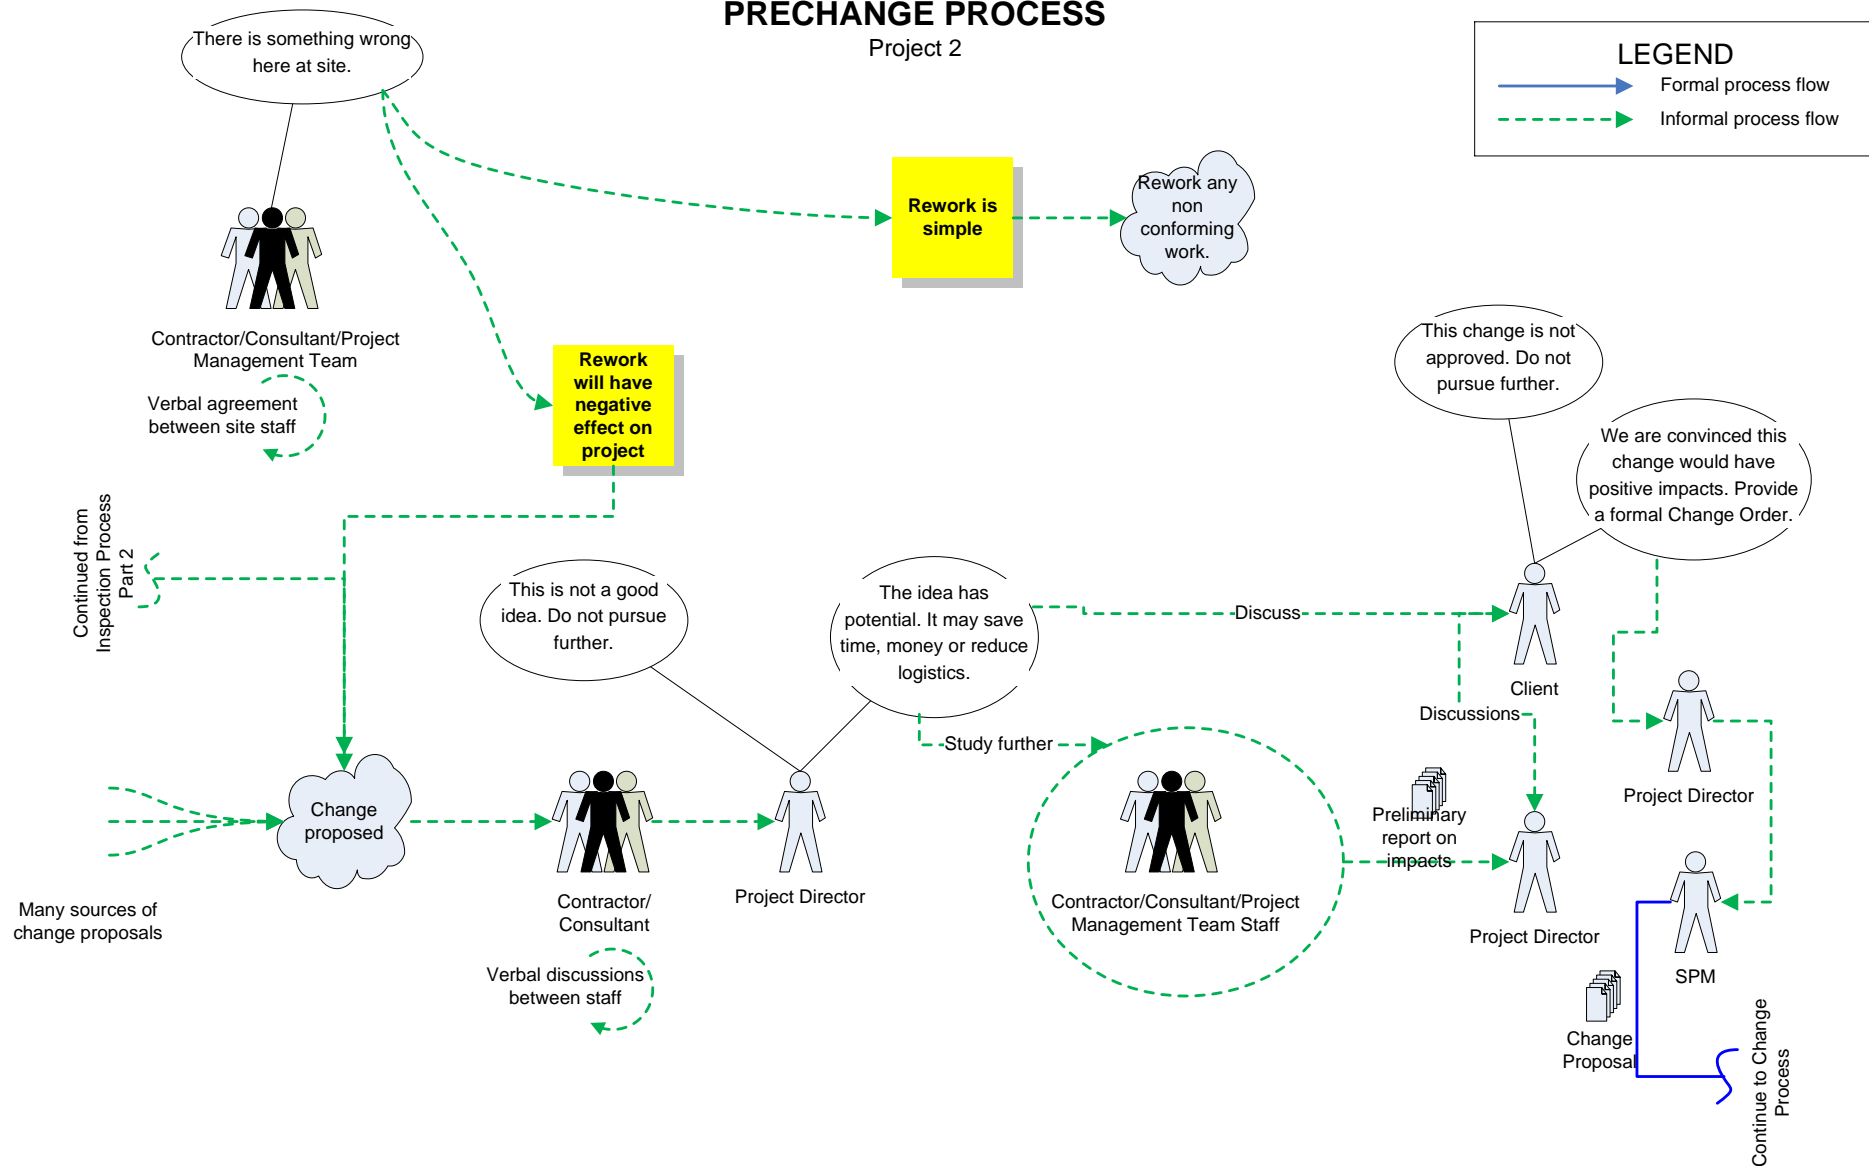 PRECHANGE PROCESS
Project 2
LEGEND
Formal process flow
Informal process flow
There is something wrong
here at site.
Contractor/Consultant/Project
Management Team
Verbal agreement
between site staff
Rework is
simple
Rework any
non
conforming
work.
Rework
will have
negative
effect on
project
This change is not
approved. Do not
pursue further.
We are convinced this
change would have
positive impacts. Provide
a formal Change Order.
Continued from
Inspection Process
Part 2
This is not a good
idea. Do not pursue
further.
The idea has
potential. It may save
time, money or reduce
logistics.
Discuss
Client
Discussions
Study further
Change
proposed
Many sources of
change proposals
Contractor/
Consultant
Verbal discussions
between staff
Project Director
Contractor/Consultant/Project
Management Team Staff
Preliminary
report on
impacts
Project Director
Project Director
SPM
Change
Proposal
Continue to Change
Process